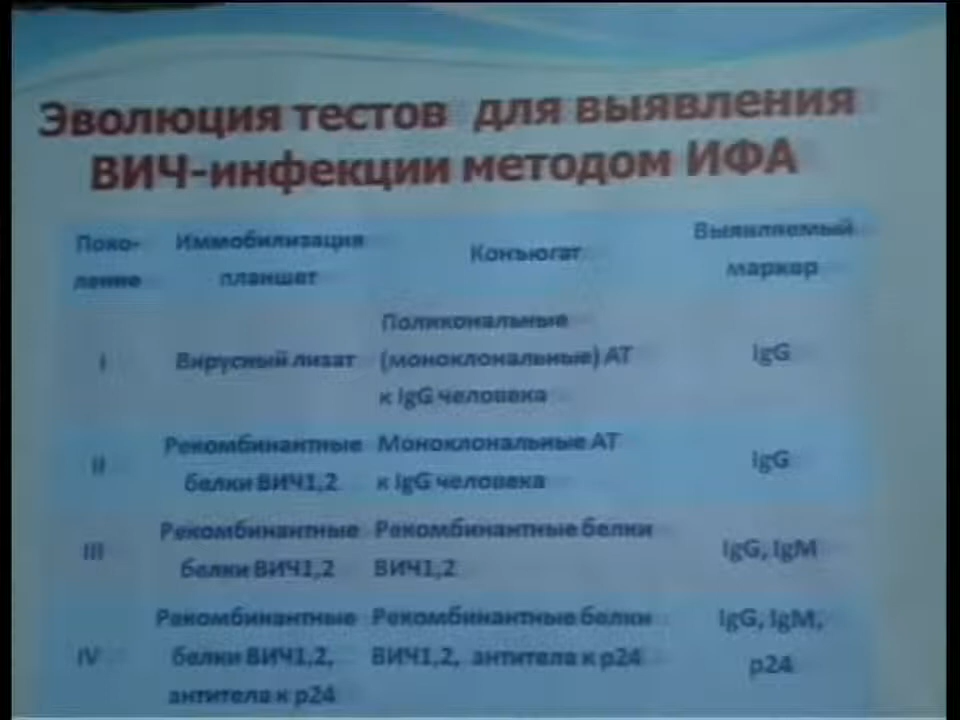 Эволюция тестов для выявления
ВИЧ-инфекции методом ИФА
Поко-
ление
Иммобилизация
планшет
Конъюгат
Выявляемый
маркер
I
Вирусный лизат
Поликональные
(моноклональные) АТ
к IgG человека
IgG
II
Рекомбинантные
белки ВИЧ1,2
Моноклональные АТ
к IgG человека
IgG
III
Рекомбинантные
белки ВИЧ1,2
Рекомбинантные белки
ВИЧ1,2
IgG, IgM
IV
Рекомбинантные
белки ВИЧ1,2,
антитела к p24
Рекомбинантные белки
ВИЧ1,2, антитела к p24
IgG, IgM,
p24